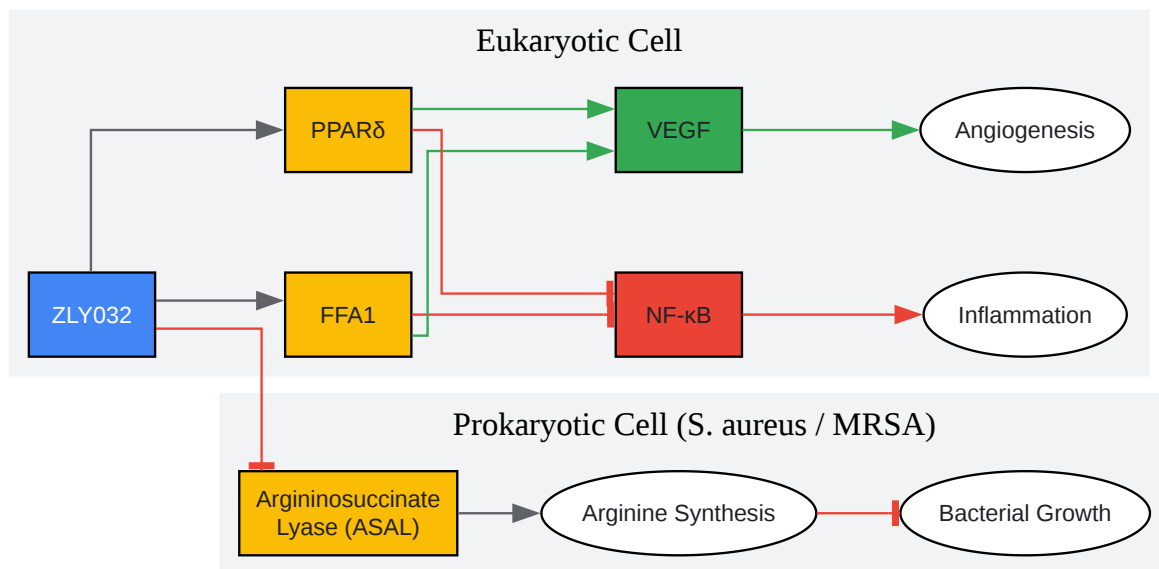 Eukaryotic Cell
PPARδ
VEGF
Angiogenesis
ZLY032
FFA1
NF-κB
Inflammation
Prokaryotic Cell (S. aureus / MRSA)
Argininosuccinate
Lyase (ASAL)
Arginine Synthesis
Bacterial Growth